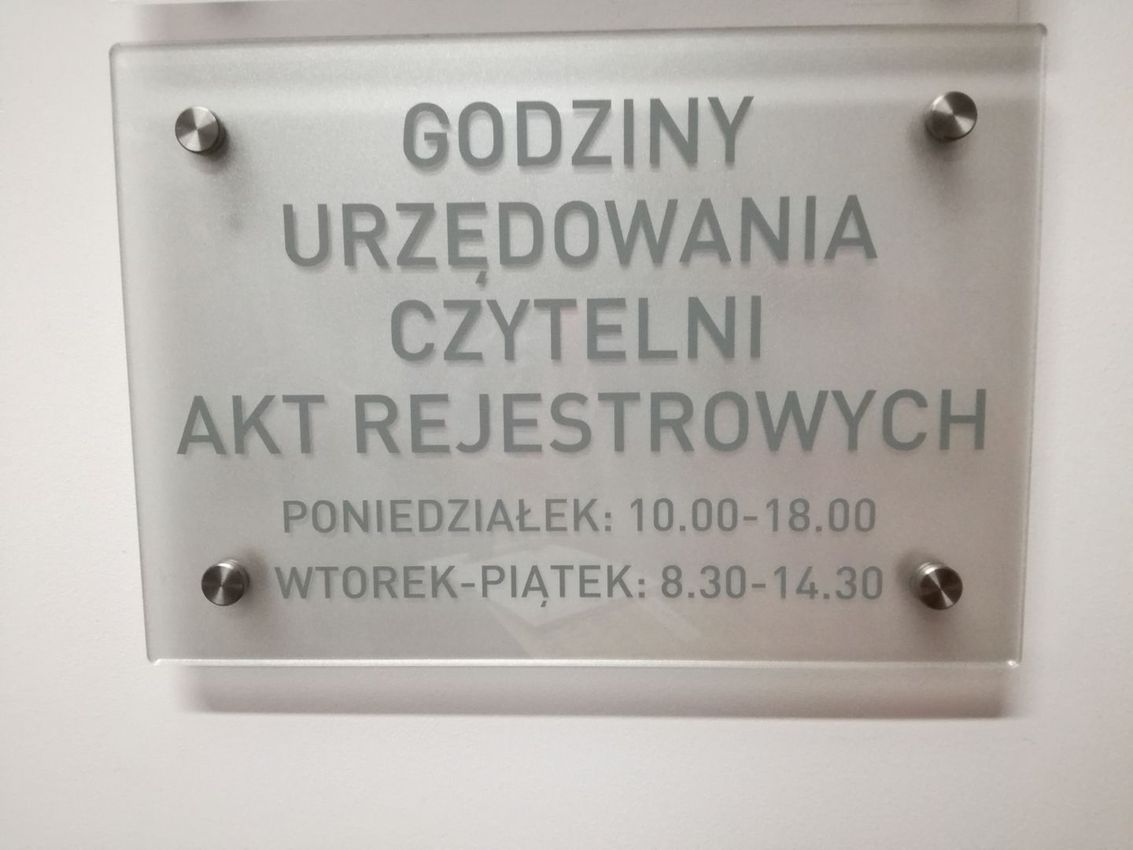 GODZINY
URZĘDOWANIA
CZYTELNI
AKT REJESTROWYCH
PONIEDZIAŁEK: 10.00-18.00
WTOREK-PIĄTEK: 8.30-14.30